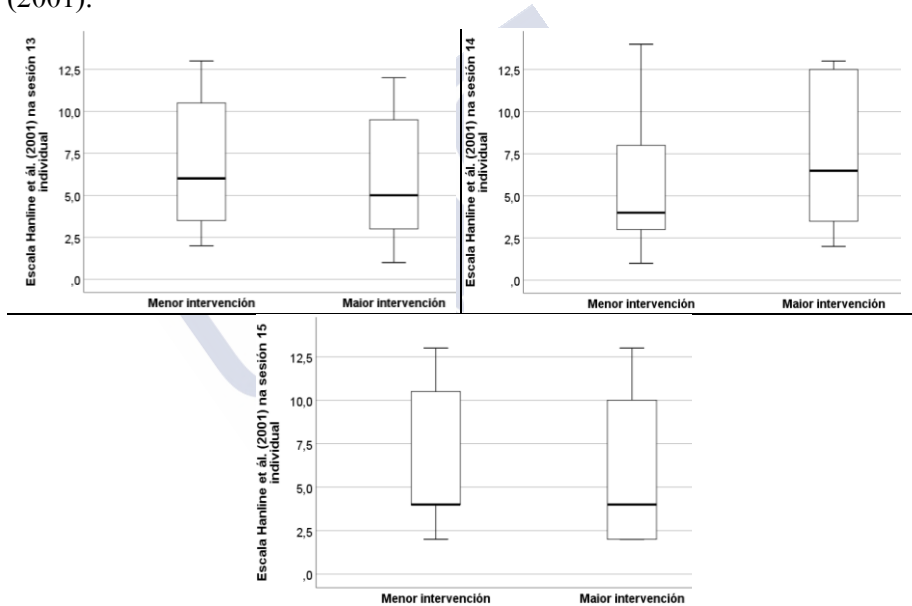 (2001).
Escala Hanline et ál. (2001) na sesión 13
individual
12,5
10,0
7,5
5,0
2,5
,0
Menor intervención
Maior intervención
Escala Hanline et ál. (2001) na sesión 14
individual
12,5
10,0
7,5
5,0
2,5
,0
Menor intervención
Maior intervención
Escala Hanline et ál. (2001) na sesión 15
individual
12,5
10,0
7,5
5,0
2,5
,0
Menor intervención
Maior intervención